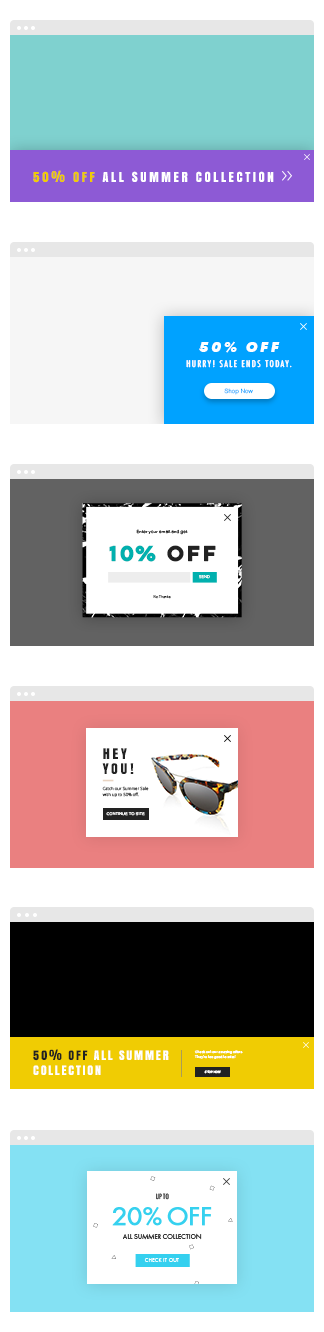 50% OFF ALL SUMMER COLLECTION
50% OFF
HURRY! SALE ENDS TODAY.
Shop Now
Enter your email and get
10% OFF
SEND
No Thanks
HEY
YOU!
Catch our Summer Sale
with up to 50% off.
CONTINUE TO SITE
50% OFF ALL SUMMER
COLLECTION
UP TO
20% OFF
ALL SUMMER COLLECTION
CHECK IT OUT